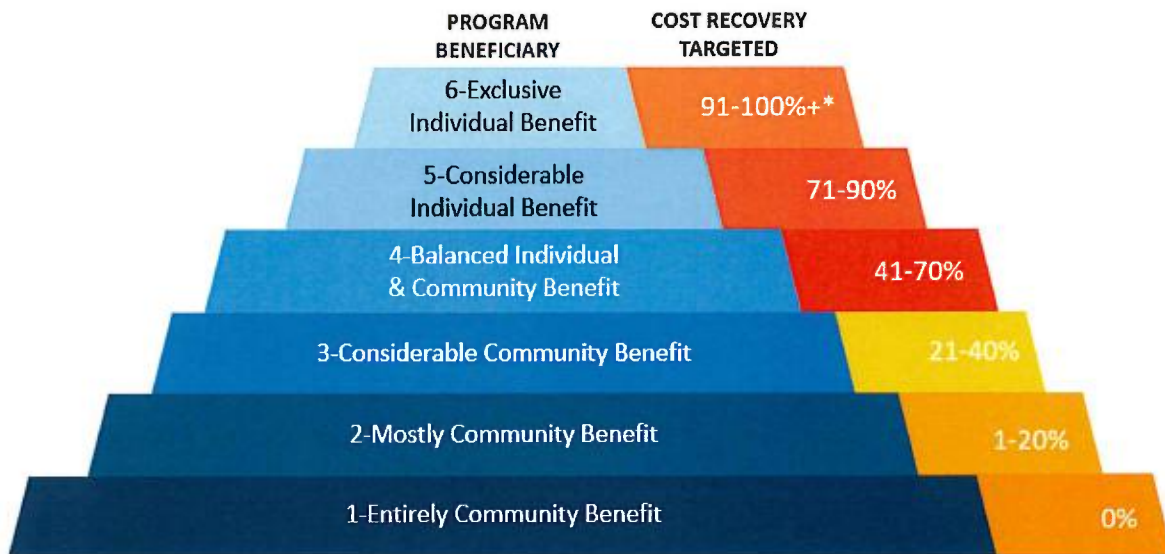 PROGRAM
BENEFICIARY
COST RECOVERY
TARGETED
6-Exclusive
Individual Benefit
91-100%+*
5-Considerable
Individual Benefit
71-90%
4-Balanced Individual
& Community Benefit
41-70%
3-Considerable Community Benefit
21-40%
2-Mostly Community Benefit
1-20%
1-Entirely Community Benefit
0%